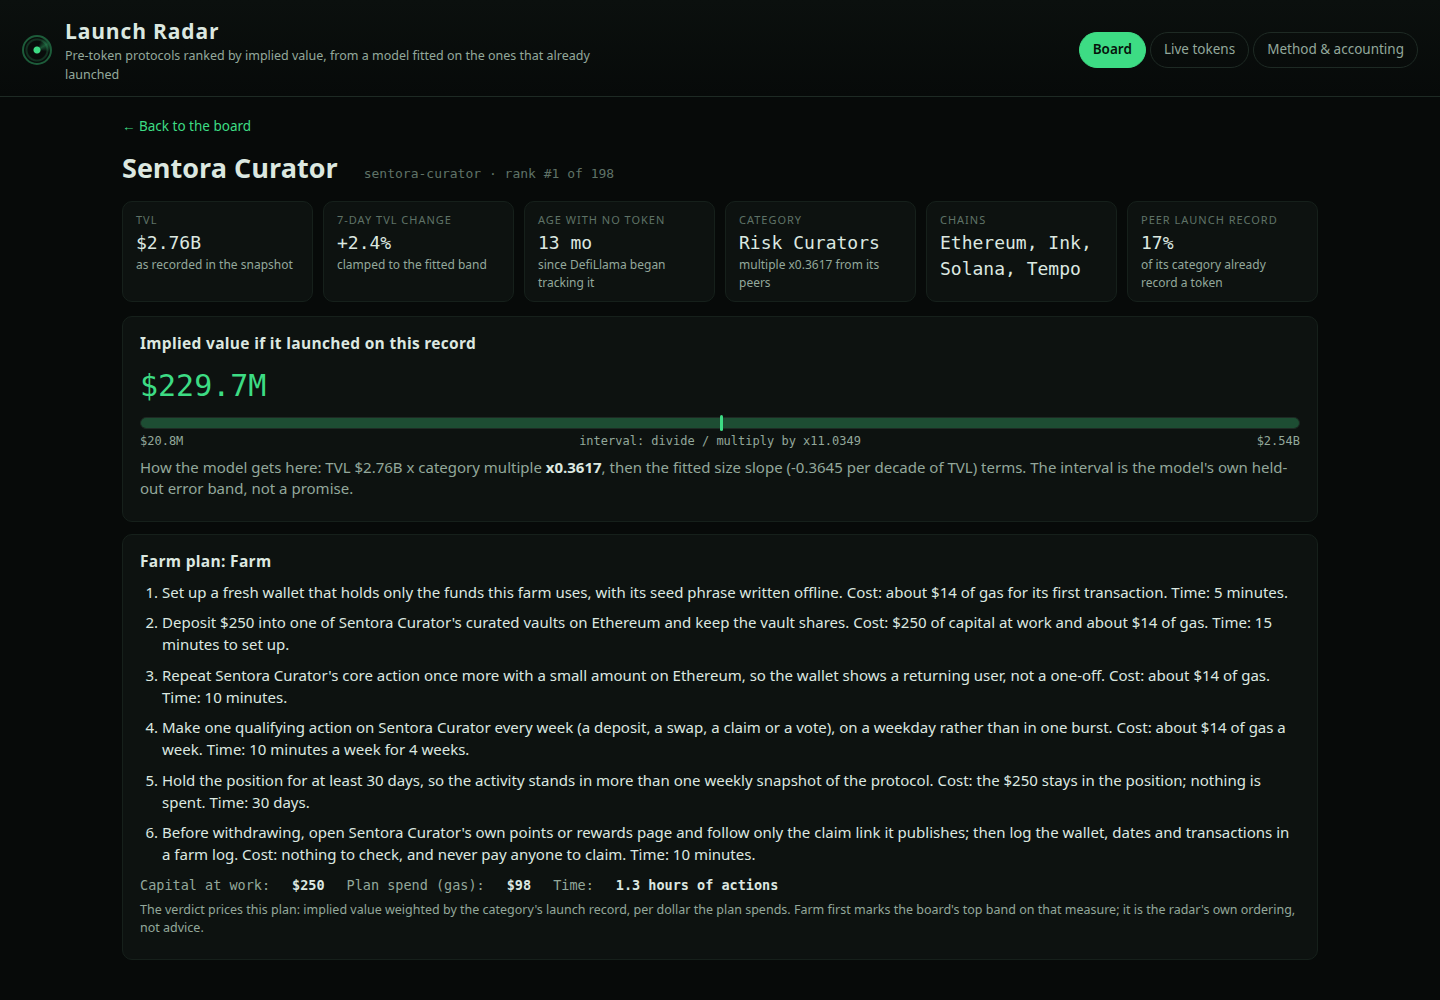 Launch Radar
Pre-token protocols ranked by implied value, from a model fitted on the ones that already
launched
Board
Live tokens
Method & accounting
← Back to the board
Sentora Curator
sentora-curator · rank #1 of 198
TVL
$2.76B
as recorded in the snapshot
7-DAY TVL CHANGE
+2.4%
clamped to the fitted band
AGE WITH NO TOKEN
13 mo
since DefiLlama began
tracking it
CATEGORY
Risk Curators
multiple x0.3617 from its
peers
CHAINS
Ethereum, Ink,
Solana, Tempo
PEER LAUNCH RECORD
17%
of its category already
record a token
Implied value if it launched on this record
$229.7M
$20.8M
interval: divide / multiply by x11.0349
$2.54B
How the model gets here: TVL $2.76B x category multiple x0.3617, then the fitted size slope (-0.3645 per decade of TVL) terms. The interval is the model's own held-
out error band, not a promise.
Farm plan: Farm
1. Set up a fresh wallet that holds only the funds this farm uses, with its seed phrase written offline. Cost: about $14 of gas for its first transaction. Time: 5 minutes.
2. Deposit $250 into one of Sentora Curator's curated vaults on Ethereum and keep the vault shares. Cost: $250 of capital at work and about $14 of gas. Time: 15
minutes to set up.
3. Repeat Sentora Curator's core action once more with a small amount on Ethereum, so the wallet shows a returning user, not a one-off. Cost: about $14 of gas.
Time: 10 minutes.
4. Make one qualifying action on Sentora Curator every week (a deposit, a swap, a claim or a vote), on a weekday rather than in one burst. Cost: about $14 of gas a
week. Time: 10 minutes a week for 4 weeks.
5. Hold the position for at least 30 days, so the activity stands in more than one weekly snapshot of the protocol. Cost: the $250 stays in the position; nothing is
spent. Time: 30 days.
6. Before withdrawing, open Sentora Curator's own points or rewards page and follow only the claim link it publishes; then log the wallet, dates and transactions in
a farm log. Cost: nothing to check, and never pay anyone to claim. Time: 10 minutes.
Capital at work: $250 Plan spend (gas): $98 Time: 1.3 hours of actions
The verdict prices this plan: implied value weighted by the category's launch record, per dollar the plan spends. Farm first marks the board's top band on that measure; it is the radar's own ordering,
not advice.